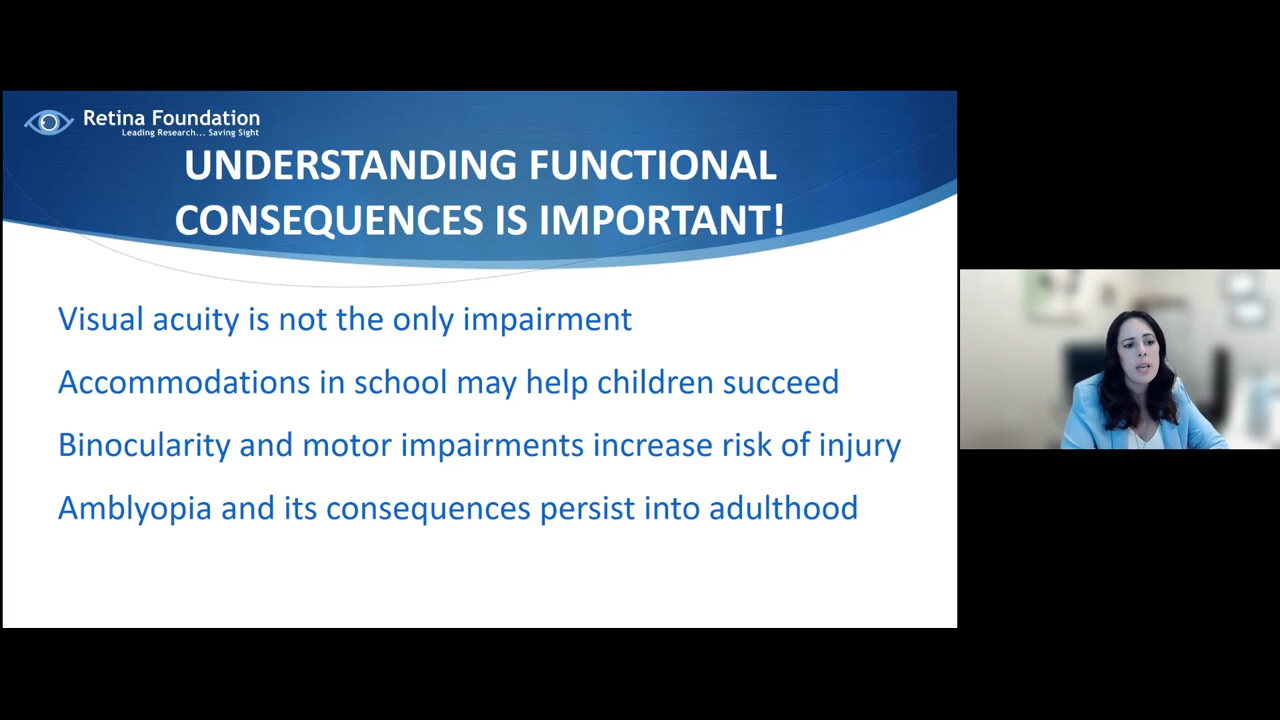 Retina Foundation
Leading Research... Saving Sight
UNDERSTANDING FUNCTIONAL
CONSEQUENCES IS IMPORTANT!
Visual acuity is not the only impairment
Accommodations in school may help children succeed
Binocularity and motor impairments increase risk of injury
Amblyopia and its consequences persist into adulthood